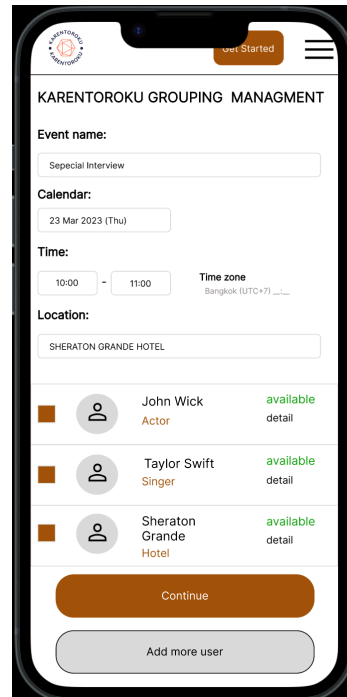 KARENTOROKU
KARENTOROKU
Get Started
KARENTOROKU GROUPING MANAGMENT
Event name:
Sepecial Interview
Calendar:
23 Mar 2023 (Thu)
Time:
10:00 - 11:00
Time zone
Bangkok (UTC+7) __:__
Location:
SHERATON GRANDE HOTEL
John Wick
available
Actor
detail
Taylor Swift
available
Singer
detail
Sheraton
Grande
available
Hotel
detail
Continue
Add more user